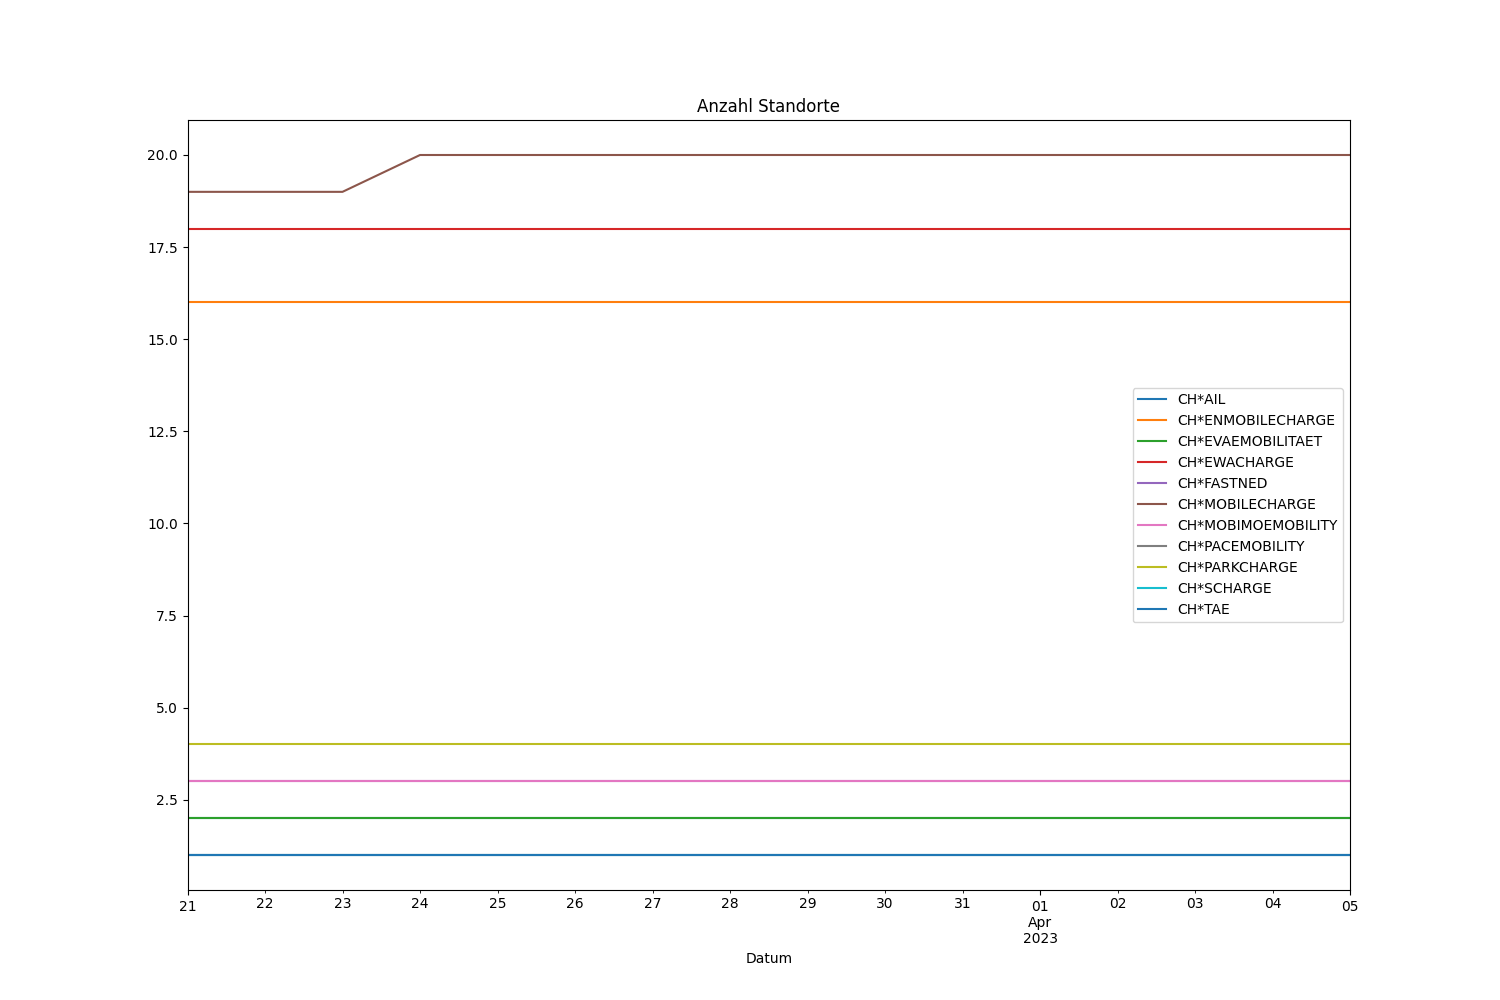 Anzahl Standorte
20.0
17.5
15.0
12.5
10.0
7.5
5.0
2.5
CH*AIL
CH*ENMOBILECHARGE
CH*EVAEMOBILITAET
CH*EWACHARGE
CH*FASTNED
CH*MOBILECHARGE
CH*MOBIMOEMOBILITY
CH*PACEMOBILITY
CH*PARKCHARGE
CH*SCHARGE
CH*TAE
21 22 23 24 25 26 27 28 29 30 31 01 02 03 04 05
Apr
2023
Datum